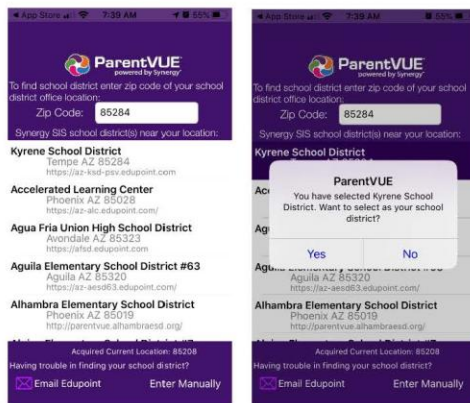 App Store 7:39 AM 55%
ParentVUE
powered by Synergy
To find school district enter zip code of your school
district office location:
Zip Code: 85284
Synergy SIS school district(s) near your location:
Kyrene School District
Tempe AZ 85284
https://az-ksd-psv.edupoint.com
Accelerated Learning Center
Phoenix AZ 85028
https://az-alc.edupoint.com/
Agua Fria Union High School District
Avondale AZ 85323
https://afsd.edupoint.com
Aguila Elementary School District #63
Aguila AZ 85320
https://az-aesd63.edupoint.com/
Alhambra Elementary School District
Phoenix AZ 85019
http://parentvue.alhambraesd.org/
Acquired Current Location: 85208
Having trouble in finding your school district?
Email Edupoint Enter Manually
App Store 7:39 AM 55%
ParentVUE
powered by Synergy
To find school district enter zip code of your school
district office location:
Zip Code: 85284
Synergy SIS school district(s) near your location:
Kyrene School District
ParentVUE
You have selected Kyrene School
District. Want to select as your school
district?
Yes No
Aguila AZ 85320
https://az-aesd63.edupoint.com/
Alhambra Elementary School District
Phoenix AZ 85019
http://parentvue.alhambraesd.org/
Acquired Current Location: 85208
Having trouble in finding your school district?
Email Edupoint Enter Manually